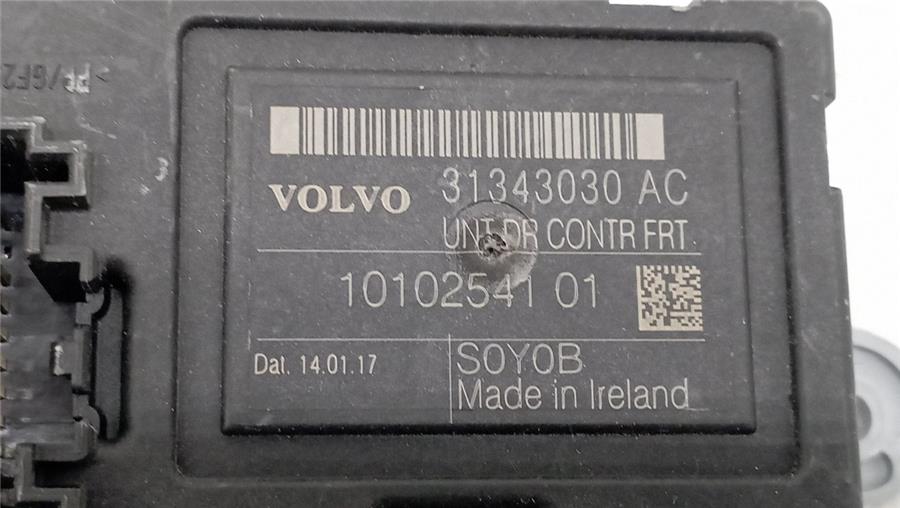 VOLVO 31343030 AC
UNT DR CONTR FRT
10102541 01
Dat. 14.01.17
S0Y0B
Made in Ireland